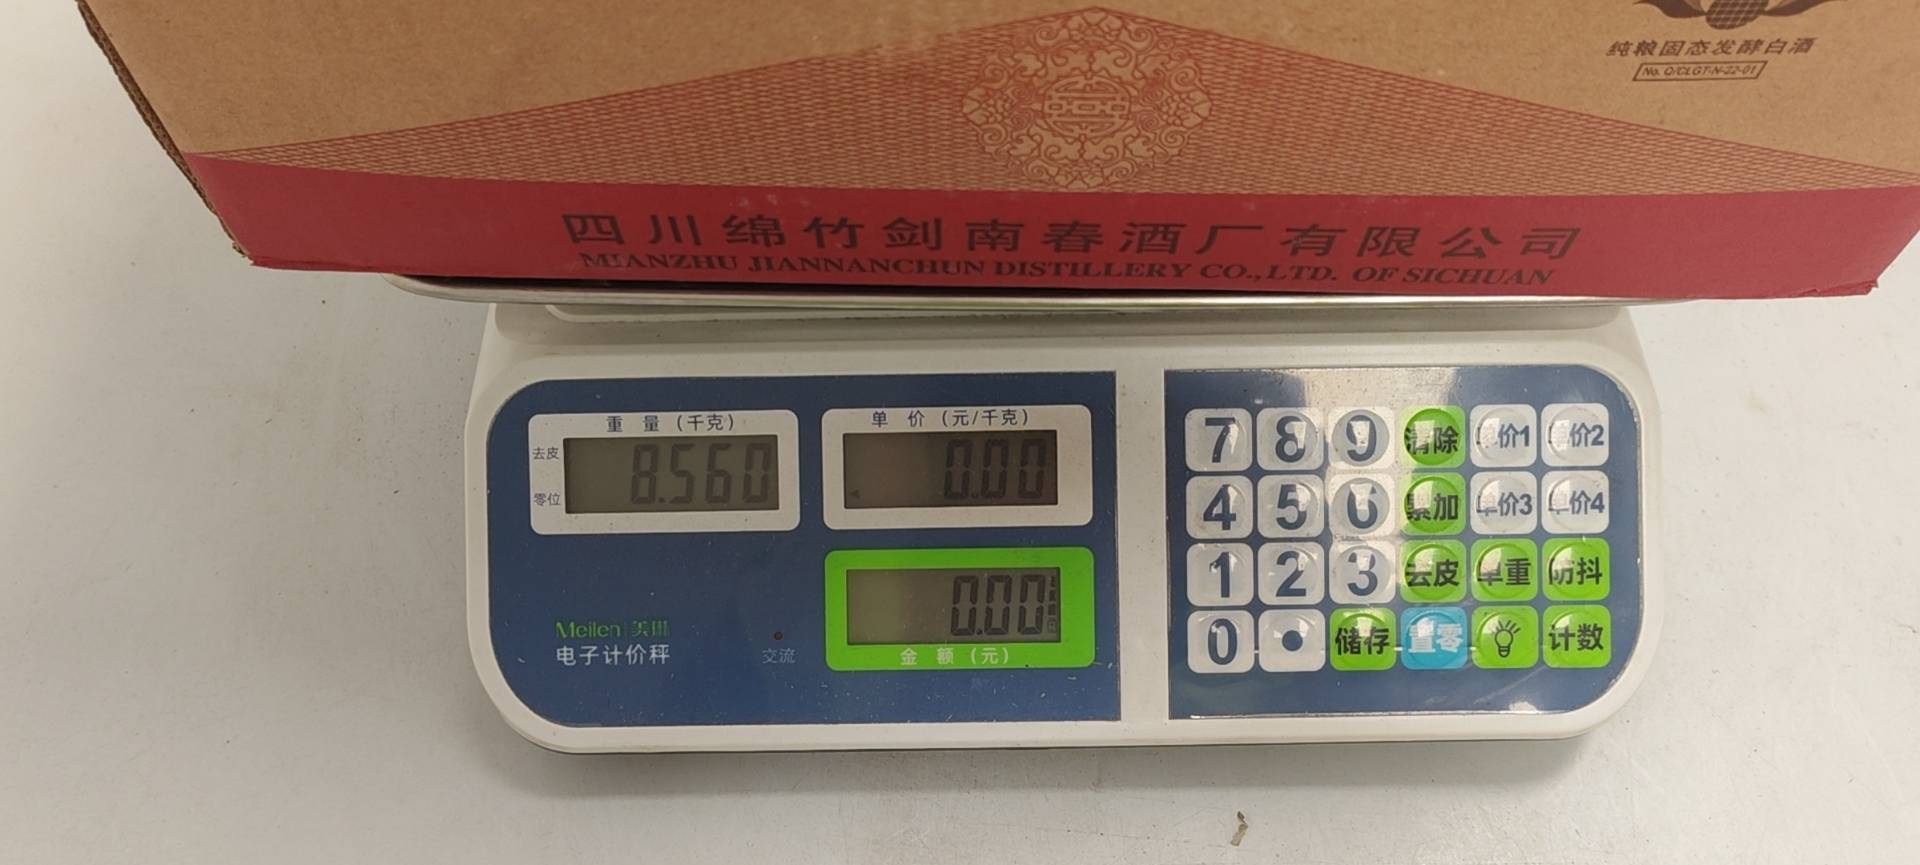 纯粮固态发酵白酒
No. Q/CLGT-N-22-01
四川绵竹剑南春酒厂有限公司
MIANZHU JIANNANCHUN DISTILLERY CO.,LTD. OF SICHUAN
重 量 (千克)
单 价 (元/千克)
去皮
零位
8.560
0.00
0.00
金 额 (元)
Meilen 美琳
电子计价秤
交流
7 8 9 清除 单价1 单价2
4 5 6 累加 单价3 单价4
1 2 3 去皮 单重 防抖
0 • 储存 置零 计数